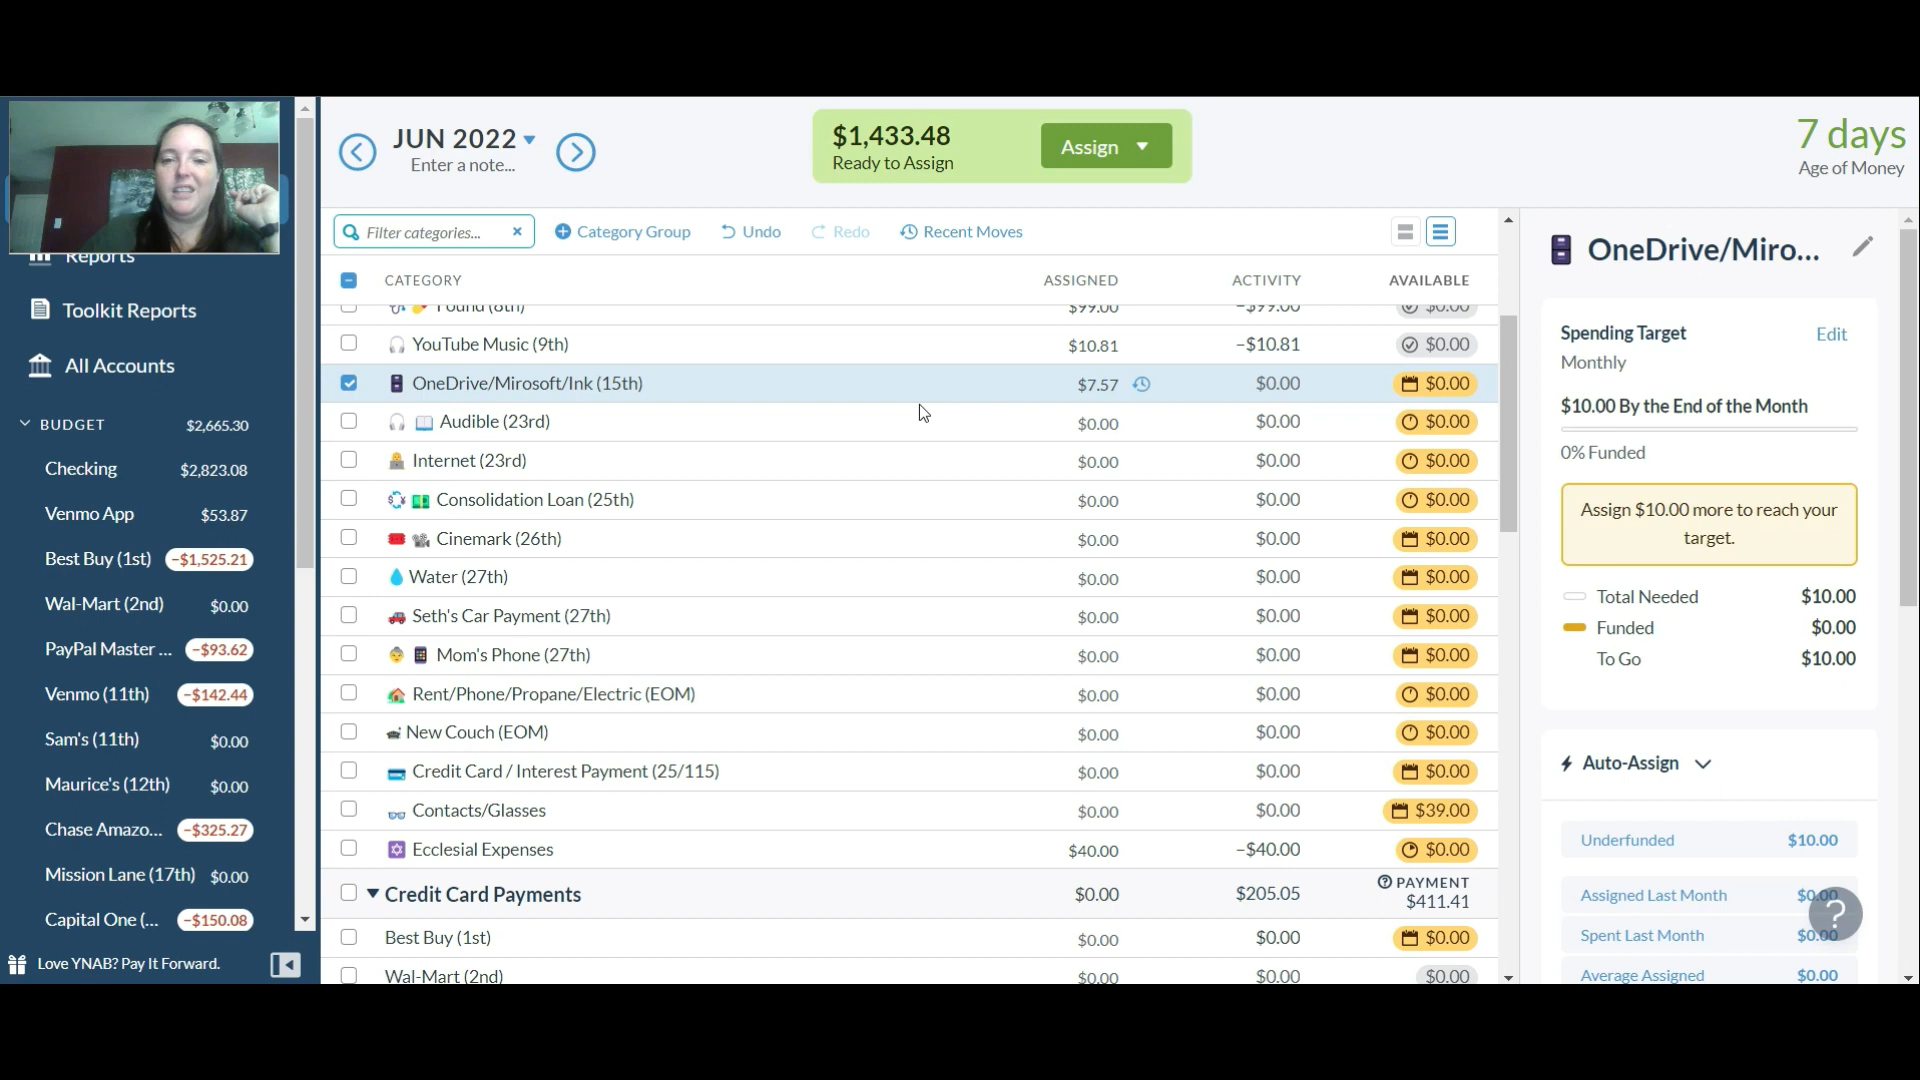 JUN 2022
Enter a note...
$1,433.48
Ready to Assign
Assign
7 days
Age of Money
Reports
Toolkit Reports
All Accounts
BUDGET $2,665.30
Checking $2,823.08
Venmo App $53.87
Best Buy (1st) −$1,525.21
Wal-Mart (2nd) $0.00
PayPal Master ... −$93.62
Venmo (11th) −$142.44
Sam's (11th) $0.00
Maurice's (12th) $0.00
Chase Amazo... −$325.27
Mission Lane (17th) $0.00
Capital One (... −$150.08
Love YNAB? Pay It Forward.
Filter categories...
Category Group
Undo
Redo
Recent Moves
CATEGORY ASSIGNED ACTIVITY AVAILABLE
Found (8th) $99.00 −$99.00 $0.00
YouTube Music (9th) $10.81 −$10.81 $0.00
OneDrive/Mirosoft/Ink (15th) $7.57 $0.00 $0.00
Audible (23rd) $0.00 $0.00 $0.00
Internet (23rd) $0.00 $0.00 $0.00
Consolidation Loan (25th) $0.00 $0.00 $0.00
Cinemark (26th) $0.00 $0.00 $0.00
Water (27th) $0.00 $0.00 $0.00
Seth's Car Payment (27th) $0.00 $0.00 $0.00
Mom's Phone (27th) $0.00 $0.00 $0.00
Rent/Phone/Propane/Electric (EOM) $0.00 $0.00 $0.00
New Couch (EOM) $0.00 $0.00 $0.00
Credit Card / Interest Payment (25/115) $0.00 $0.00 $0.00
Contacts/Glasses $0.00 $0.00 $39.00
Ecclesial Expenses $40.00 −$40.00 $0.00
PAYMENT
Credit Card Payments $0.00 $205.05 $411.41
Best Buy (1st) $0.00 $0.00 $0.00
Wal-Mart (2nd) $0.00 $0.00 $0.00
OneDrive/Miro...
Spending Target Edit
Monthly
$10.00 By the End of the Month
0% Funded
Assign $10.00 more to reach your
target.
Total Needed $10.00
Funded $0.00
To Go $10.00
Auto-Assign
Underfunded $10.00
Assigned Last Month $0.00
Spent Last Month $0.00
Average Assigned $0.00